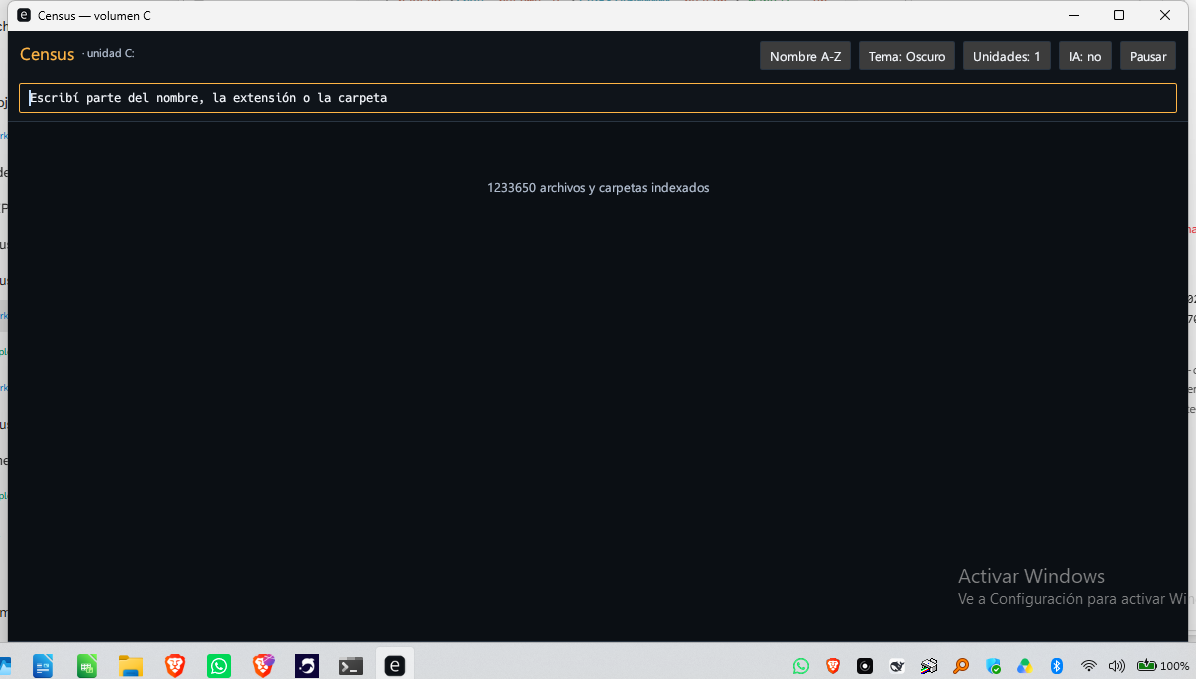 Census — volumen C
Census · unidad C:
Nombre A-Z
Tema: Oscuro
Unidades: 1
IA: no
Pausar
Escribí parte del nombre, la extensión o la carpeta
1233650 archivos y carpetas indexados
Activar Windows
Ve a Configuración para activar Win
100%